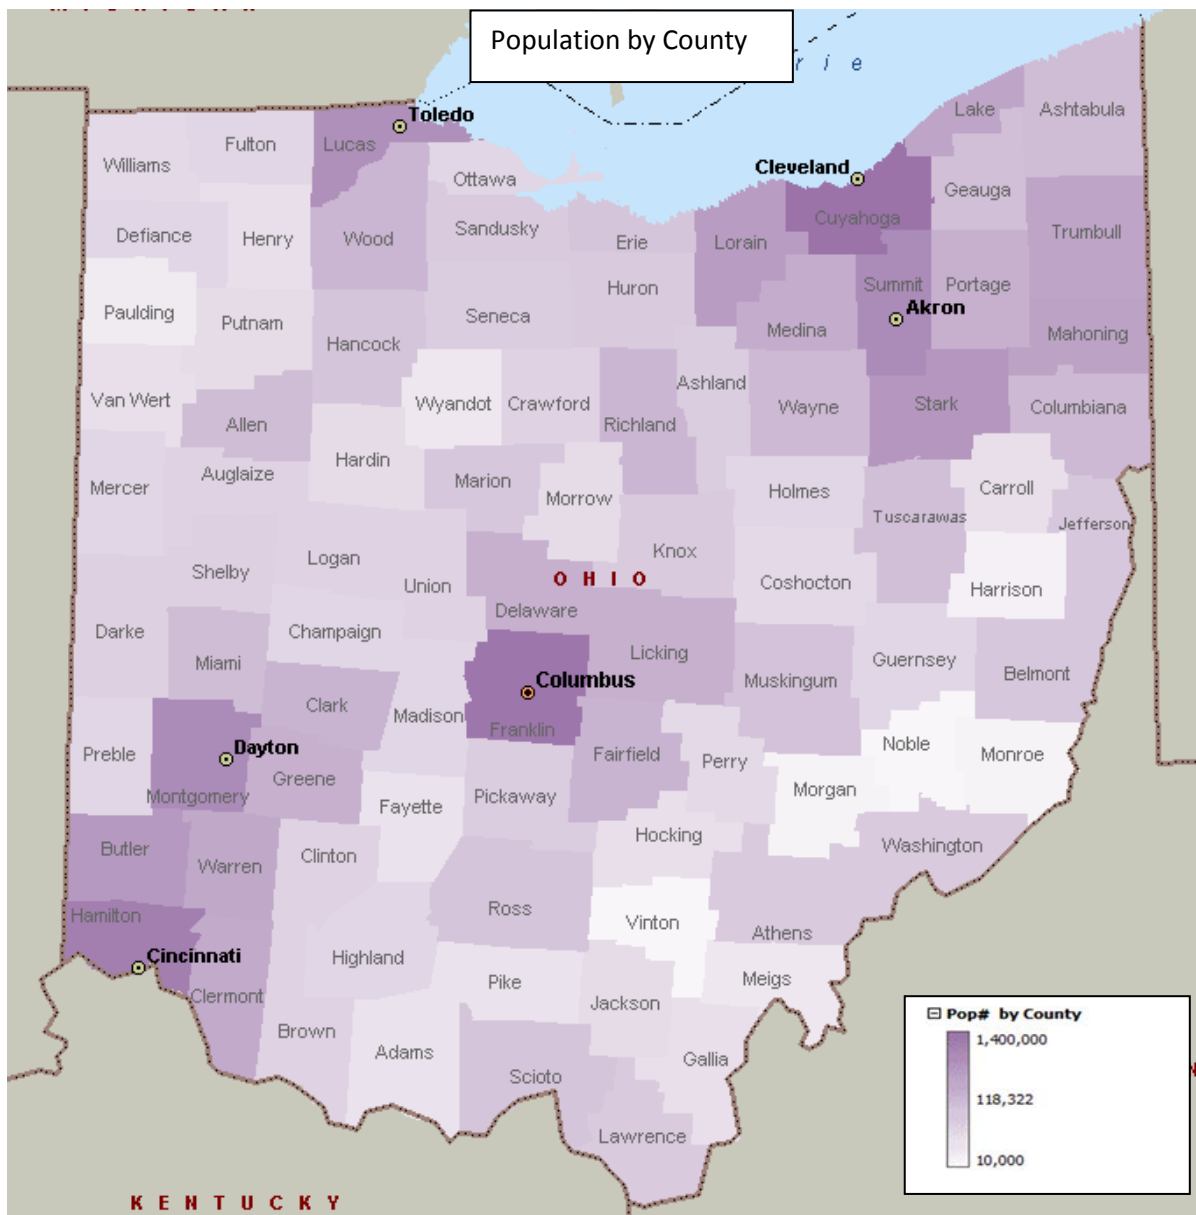 Population by County
r i e
Lake
Ashtabula
Toledo
Fulton
Lucas
Williams
Ottawa
Cleveland
Geauga
Cuyahoga
Defiance
Henry
Wood
Sandusky
Erie
Lorain
Trumbull
Huron
Summit
Portage
Paulding
Putnam
Seneca
Akron
Hancock
Medina
Mahoning
Ashland
Van Wert
Wyandot
Crawford
Wayne
Stark
Columbiana
Allen
Richland
Hardin
Auglaize
Marion
Mercer
Morrow
Holmes
Carroll
Tuscarawas
Jefferson
Knox
Logan
Shelby
Union
OHIO
Coshocton
Harrison
Delaware
Darke
Champaign
Miami
Licking
Guernsey
Belmont
Columbus
Muskingum
Clark
Madison
Franklin
Dayton
Preble
Fairfield
Perry
Noble
Monroe
Greene
Montgomery
Fayette
Pickaway
Morgan
Hocking
Washington
Butler
Warren
Clinton
Ross
Hamilton
Vinton
Athens
Cincinnati
Highland
Pike
Meigs
Clermont
Jackson
Brown
Adams
Gallia
Scioto
Lawrence
Pop# by County
1,400,000
118,322
10,000
KENTUCKY
N